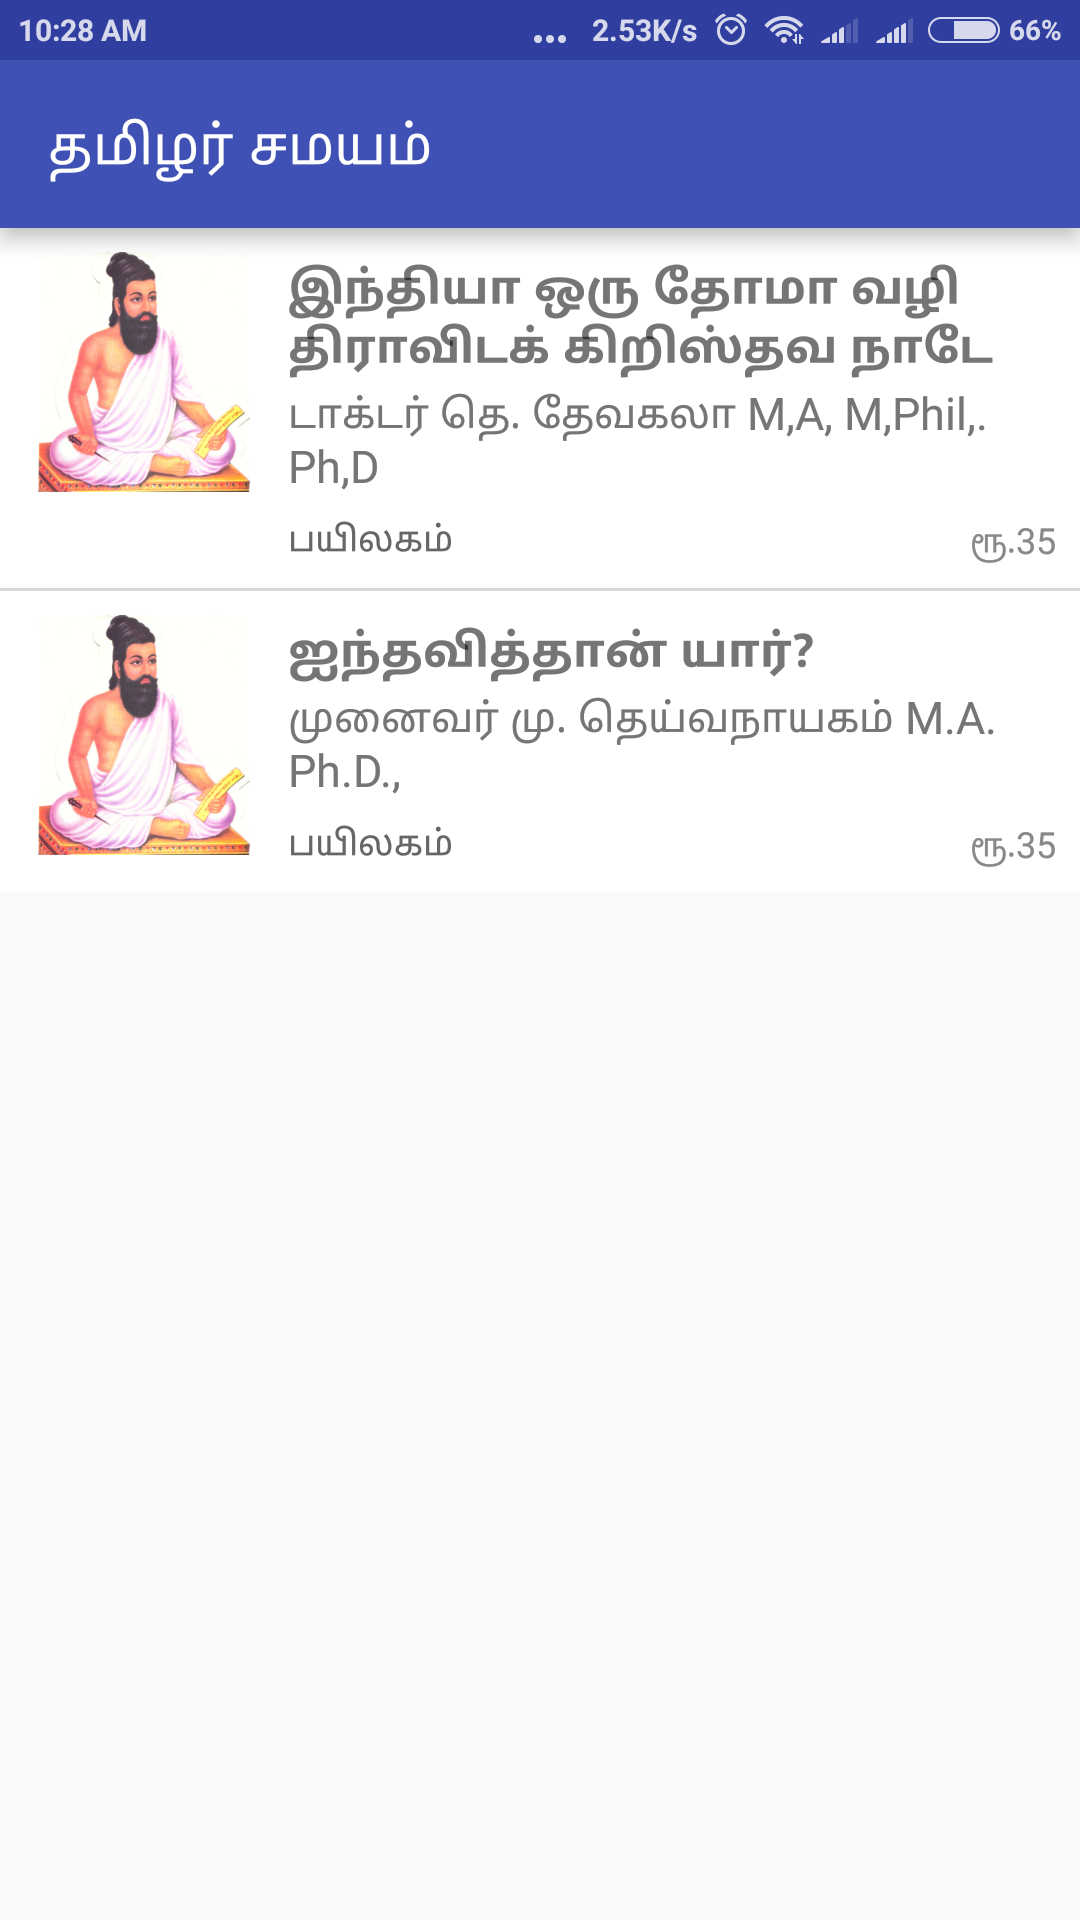 10:28 AM ... 2.53K/s 66%
தமிழர் சமயம்
இந்தியா ஒரு தோமா வழி
திராவிடக் கிறிஸ்தவ நாடே
டாக்டர் தெ. தேவகலா M,A, M,Phil,.
Ph,D
பயிலகம் ரூ.35
ஐந்தவித்தான் யார்?
முனைவர் மு. தெய்வநாயகம் M.A.
Ph.D.,
பயிலகம் ரூ.35